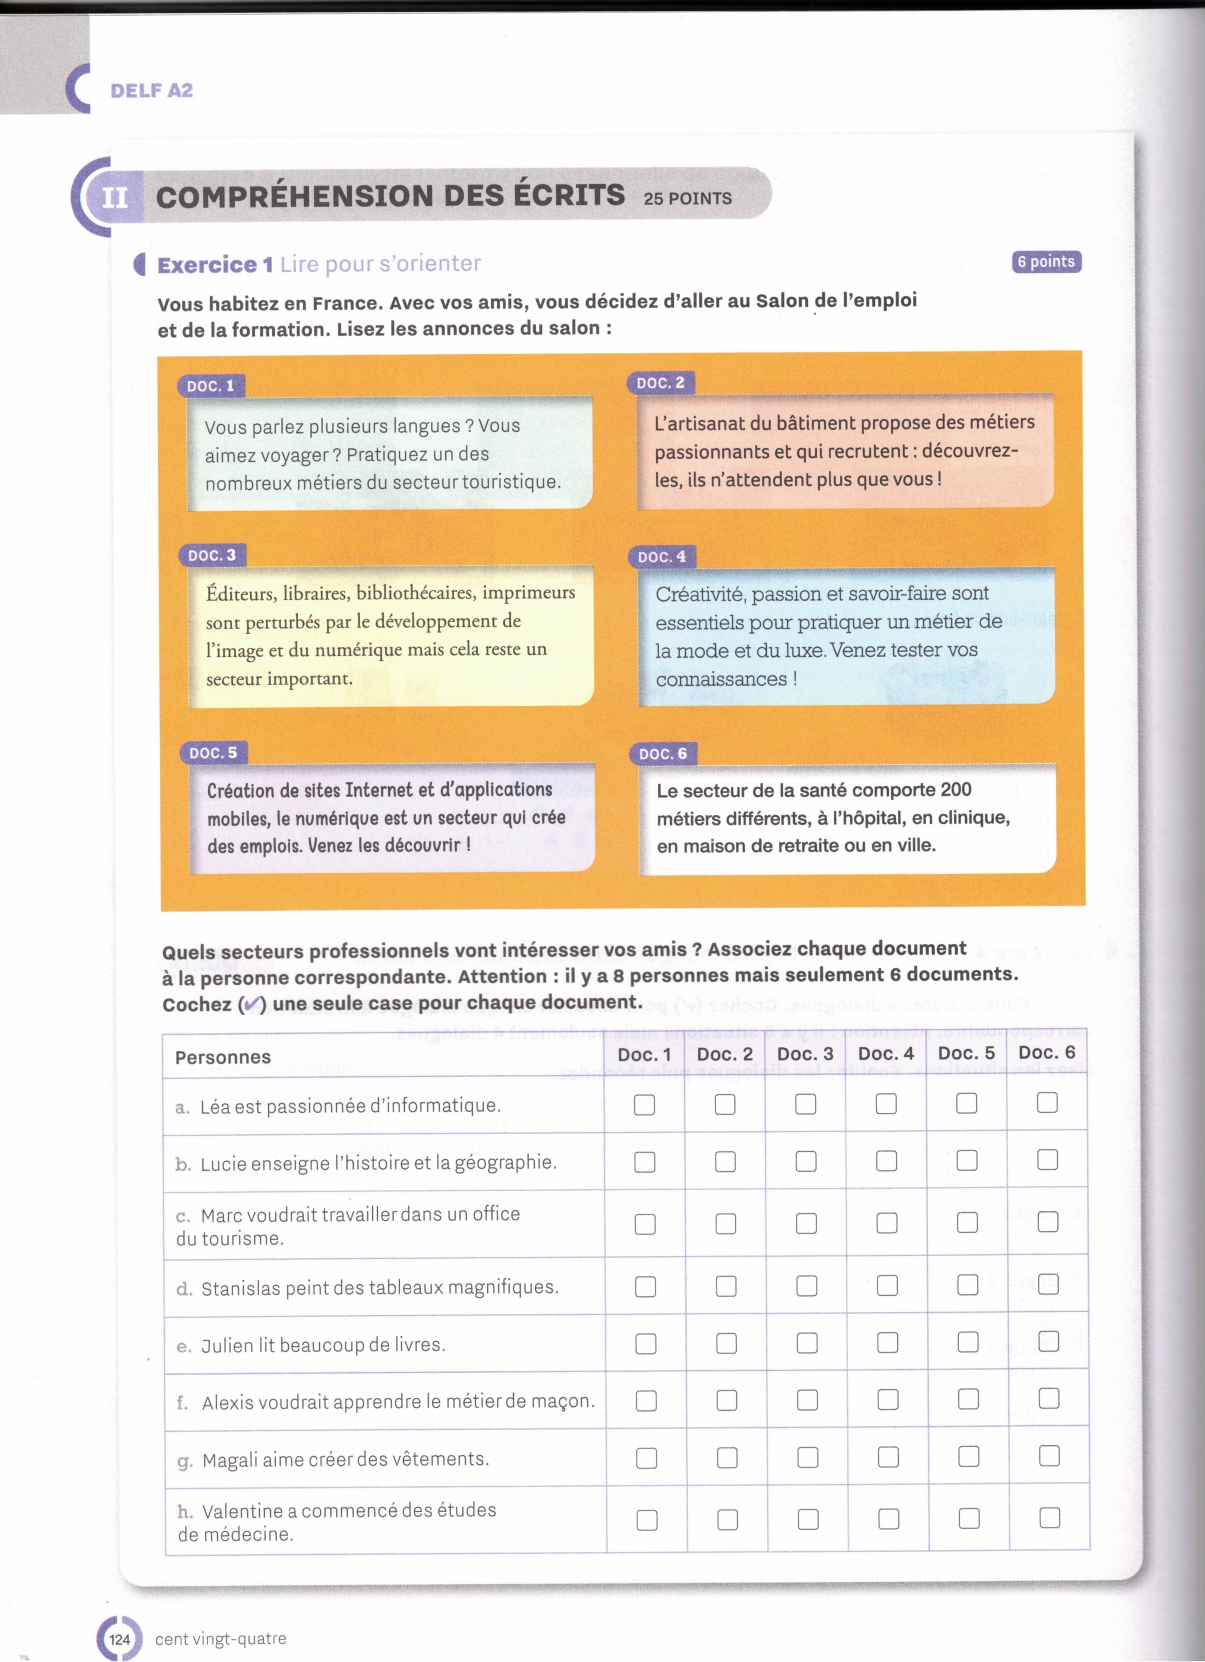 DELF A2
II COMPRÉHENSION DES ÉCRITS 25 POINTS
Exercice 1 Lire pour s'orienter
6 points
Vous habitez en France. Avec vos amis, vous décidez d'aller au Salon de l'emploi
et de la formation. Lisez les annonces du salon :
DOC. 1
Vous parlez plusieurs langues ? Vous
aimez voyager ? Pratiquez un des
nombreux métiers du secteur touristique.
DOC. 2
L'artisanat du bâtiment propose des métiers
passionnants et qui recrutent : découvrez-
les, ils n'attendent plus que vous !
DOC. 3
Éditeurs, libraires, bibliothécaires, imprimeurs
sont perturbés par le développement de
l'image et du numérique mais cela reste un
secteur important.
DOC. 4
Créativité, passion et savoir-faire sont
essentiels pour pratiquer un métier de
la mode et du luxe. Venez tester vos
connaissances !
DOC. 5
Création de sites Internet et d'applications
mobiles, le numérique est un secteur qui crée
des emplois. Venez les découvrir !
DOC. 6
Le secteur de la santé comporte 200
métiers différents, à l'hôpital, en clinique,
en maison de retraite ou en ville.
Quels secteurs professionnels vont intéresser vos amis ? Associez chaque document
à la personne correspondante. Attention : il y a 8 personnes mais seulement 6 documents.
Cochez (✓) une seule case pour chaque document.
Personnes Doc. 1 Doc. 2 Doc. 3 Doc. 4 Doc. 5 Doc. 6
a. Léa est passionnée d'informatique.
b. Lucie enseigne l'histoire et la géographie.
c. Marc voudrait travailler dans un office
du tourisme.
d. Stanislas peint des tableaux magnifiques.
e. Julien lit beaucoup de livres.
f. Alexis voudrait apprendre le métier de maçon.
g. Magali aime créer des vêtements.
h. Valentine a commencé des études
de médecine.
124 cent vingt-quatre